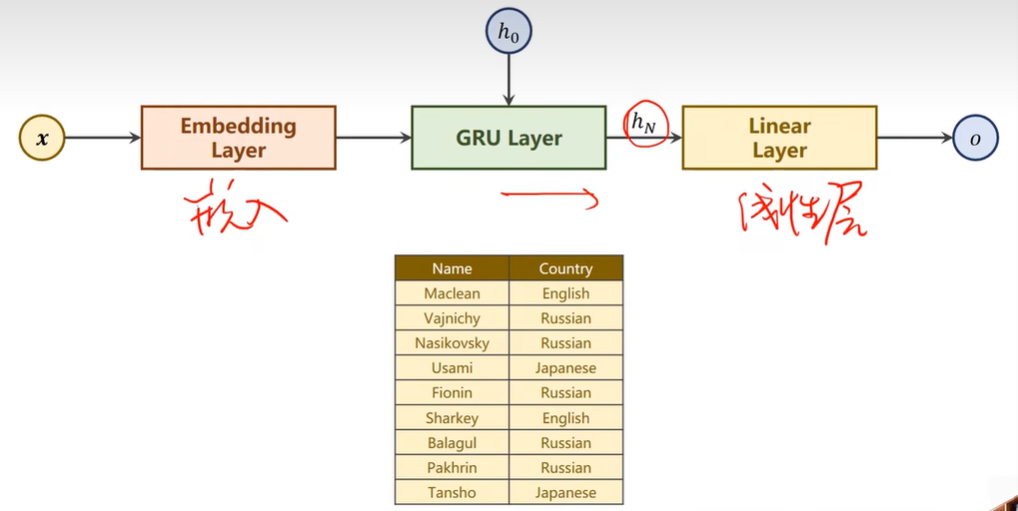 h₀
x
Embedding
Layer
GRU Layer
h_N
Linear
Layer
o
嵌入
线性层
Name Country
Maclean English
Vajnichy Russian
Nasikovsky Russian
Usami Japanese
Fionin Russian
Sharkey English
Balagul Russian
Pakhrin Russian
Tansho Japanese